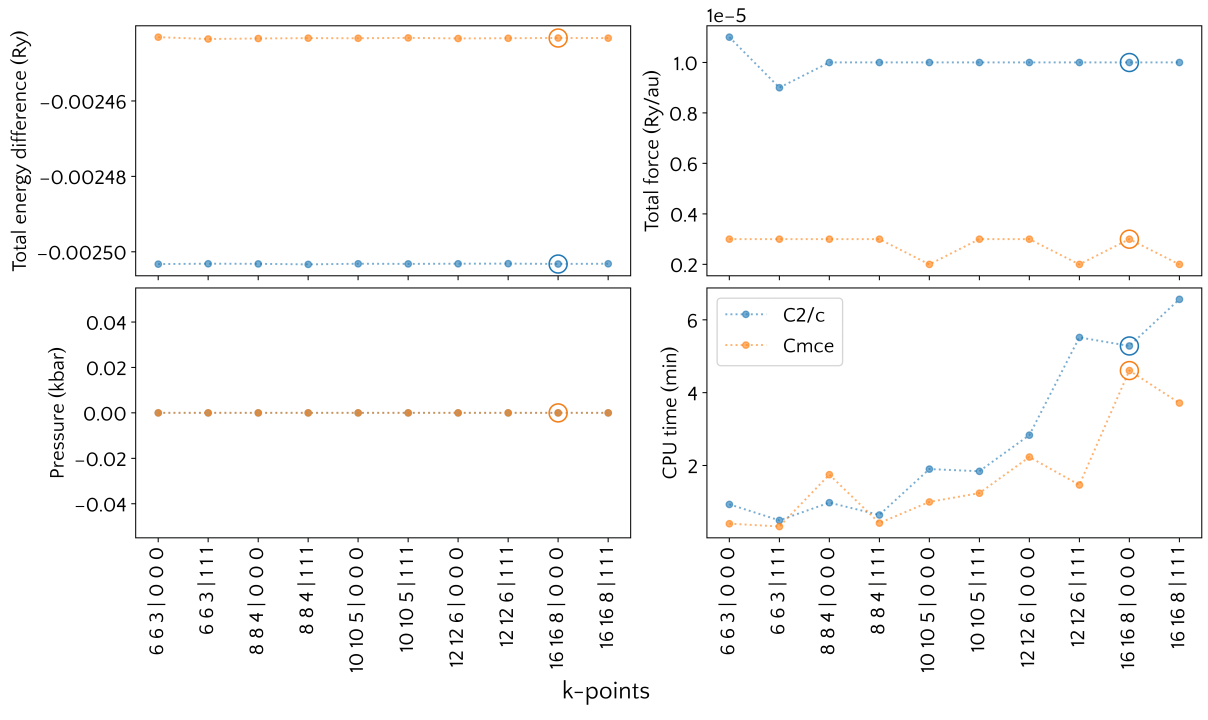 Total energy difference (Ry)
−0.00246
−0.00248
−0.00250
1e−5
Total force (Ry/au)
1.0
0.8
0.6
0.4
0.2
Pressure (kbar)
0.04
0.02
0.00
−0.02
−0.04
CPU time (min)
6
4
2
C2/c
Cmce
6 6 3 | 0 0 0
6 6 3 | 1 1 1
8 8 4 | 0 0 0
8 8 4 | 1 1 1
10 10 5 | 0 0 0
10 10 5 | 1 1 1
12 12 6 | 0 0 0
12 12 6 | 1 1 1
16 16 8 | 0 0 0
16 16 8 | 1 1 1
6 6 3 | 0 0 0
6 6 3 | 1 1 1
8 8 4 | 0 0 0
8 8 4 | 1 1 1
10 10 5 | 0 0 0
10 10 5 | 1 1 1
12 12 6 | 0 0 0
12 12 6 | 1 1 1
16 16 8 | 0 0 0
16 16 8 | 1 1 1
k-points